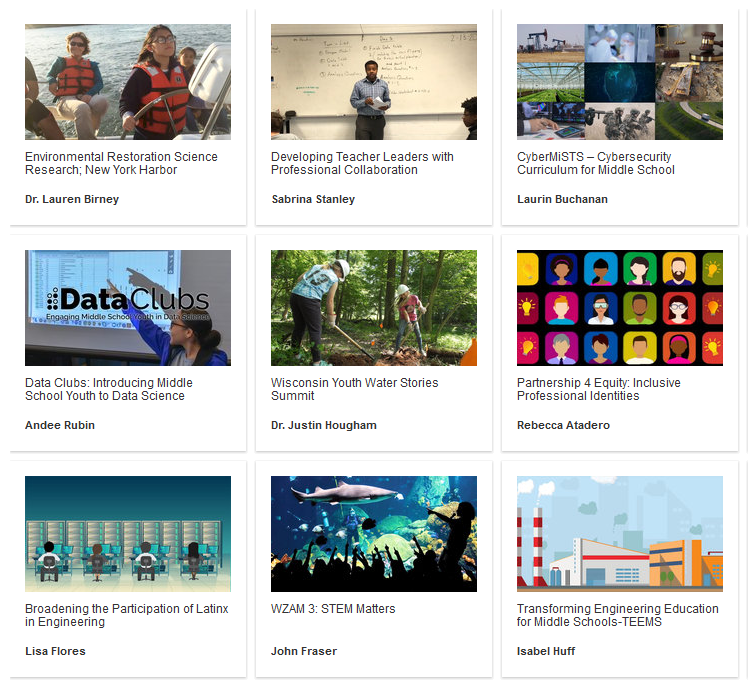 Environmental Restoration Science
Research; New York Harbor
Dr. Lauren Birney
Developing Teacher Leaders with
Professional Collaboration
Sabrina Stanley
CyberMiSTS – Cybersecurity
Curriculum for Middle School
Laurin Buchanan
DataClubs
Engaging Middle School Youth in Data Science
Data Clubs: Introducing Middle
School Youth to Data Science
Andee Rubin
Wisconsin Youth Water Stories
Summit
Dr. Justin Hougham
Partnership 4 Equity: Inclusive
Professional Identities
Rebecca Atadero
Broadening the Participation of Latinx
in Engineering
Lisa Flores
WZAM 3: STEM Matters
John Fraser
Transforming Engineering Education
for Middle Schools-TEEMS
Isabel Huff